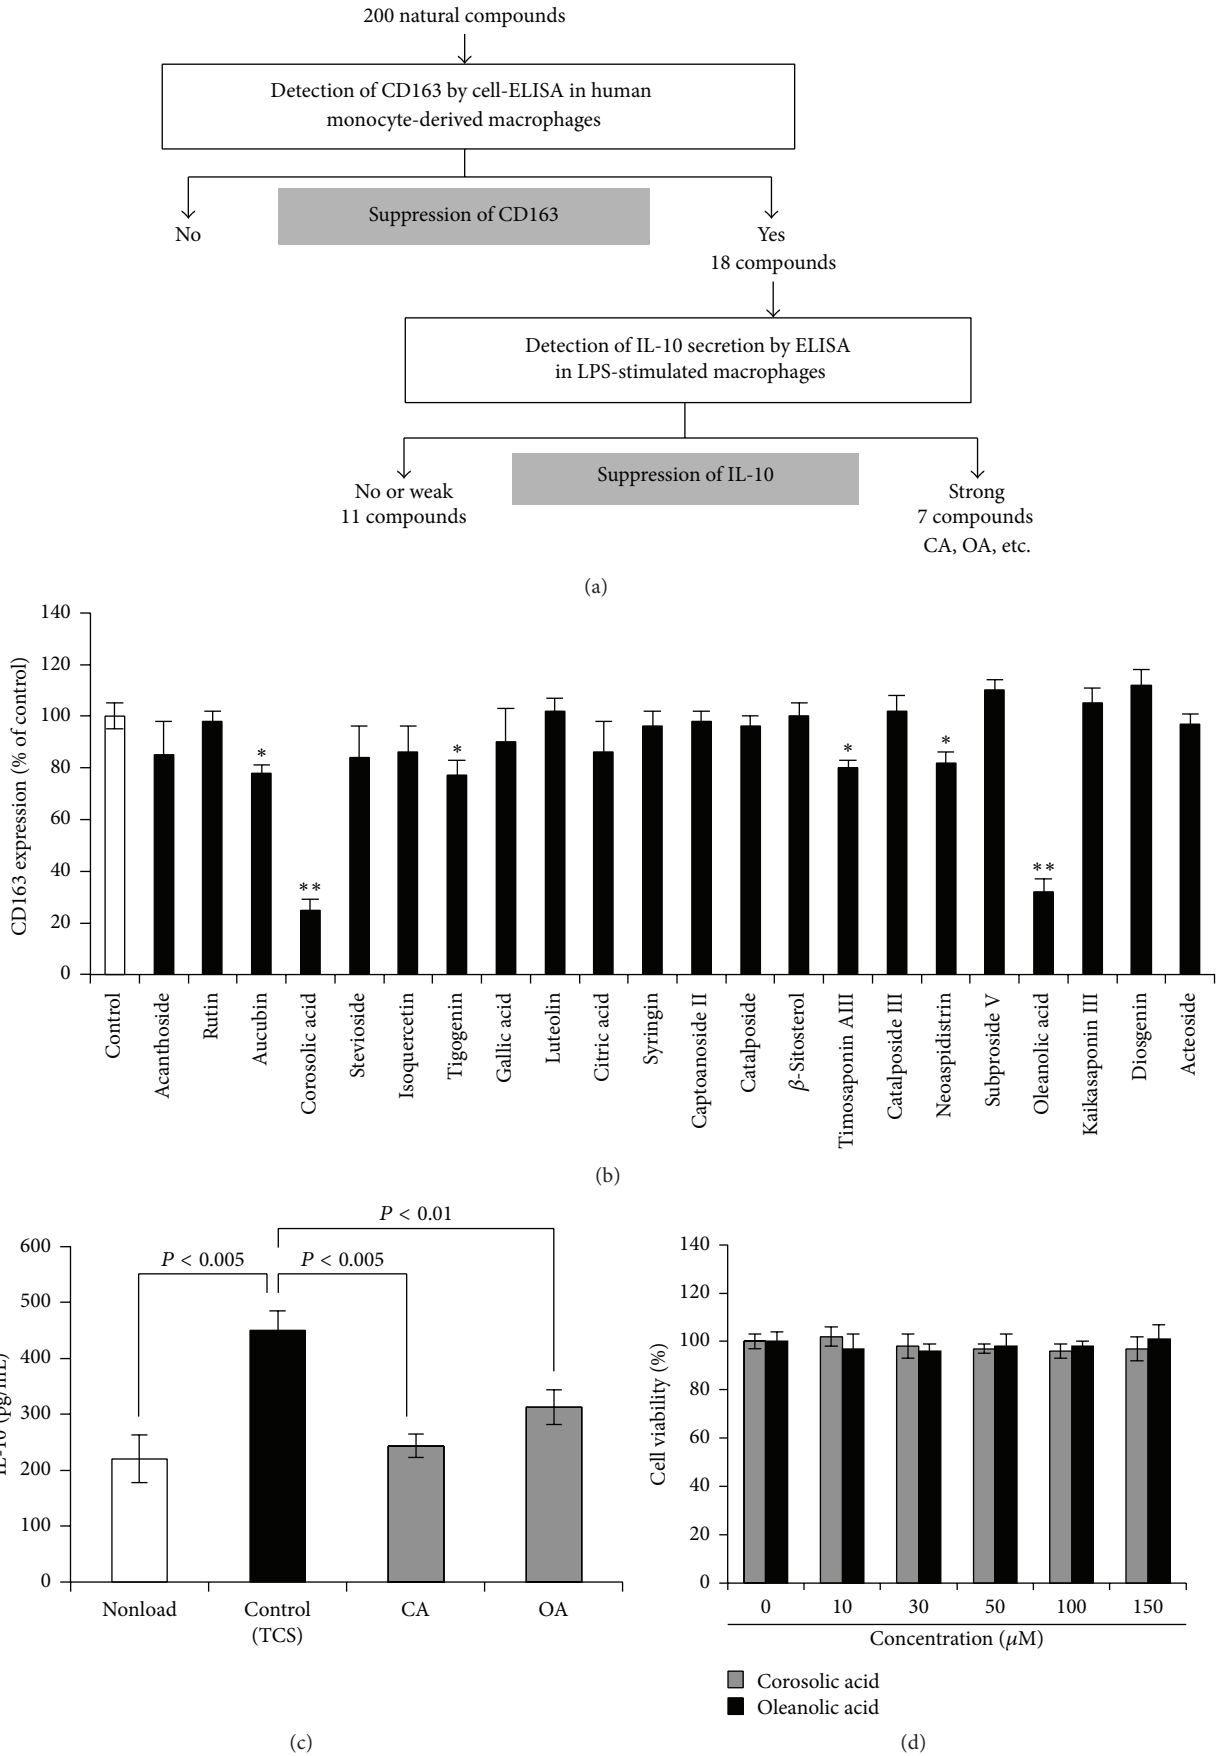 200 natural compounds
Detection of CD163 by cell-ELISA in human
monocyte-derived macrophages
Suppression of CD163
No
Yes
18 compounds
Detection of IL-10 secretion by ELISA
in LPS-stimulated macrophages
Suppression of IL-10
No or weak
11 compounds
Strong
7 compounds
CA, OA, etc.
(a)
CD163 expression (% of control)
140
120
100
80
60
40
20
0
*
**
*
*
*
**
Control
Acanthoside
Rutin
Aucubin
Corosolic acid
Stevioside
Isoquercetin
Tigogenin
Gallic acid
Luteolin
Citric acid
Syringin
Captoanoside II
Catalposide
β-Sitosterol
Timosaponin AIII
Catalposide III
Neoaspidistrin
Subproside V
Oleanolic acid
Kaikasaponin III
Diosgenin
Acteoside
(b)
IL-10 (pg/mL)
600
500
400
300
200
100
0
P < 0.01
P < 0.005
P < 0.005
Nonload
Control
(TCS)
CA
OA
(c)
Cell viability (%)
140
120
100
80
60
40
20
0
0
10
30
50
100
150
Concentration (μM)
Corosolic acid
Oleanolic acid
(d)